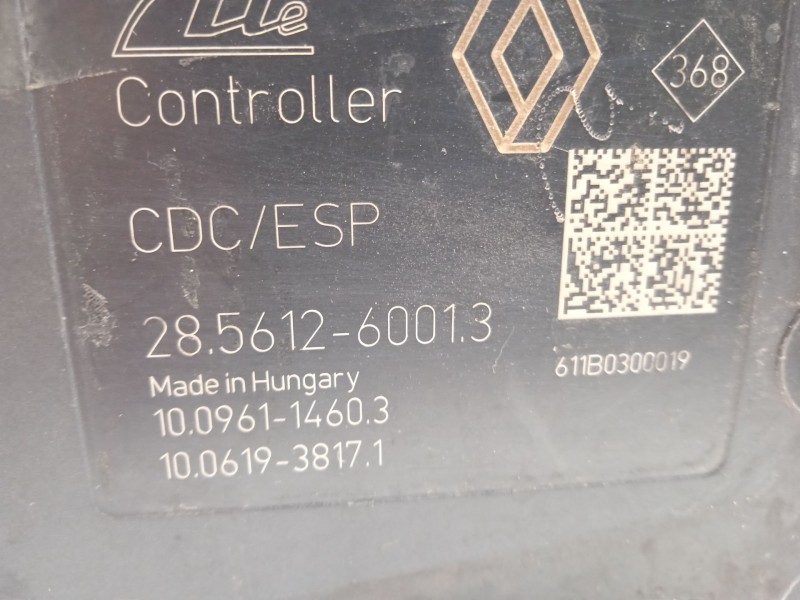 Ate
368
Controller
CDC/ESP
28.5612-6001.3
611B0300019
Made in Hungary
10.0961-1460.3
10.0619-3817.1